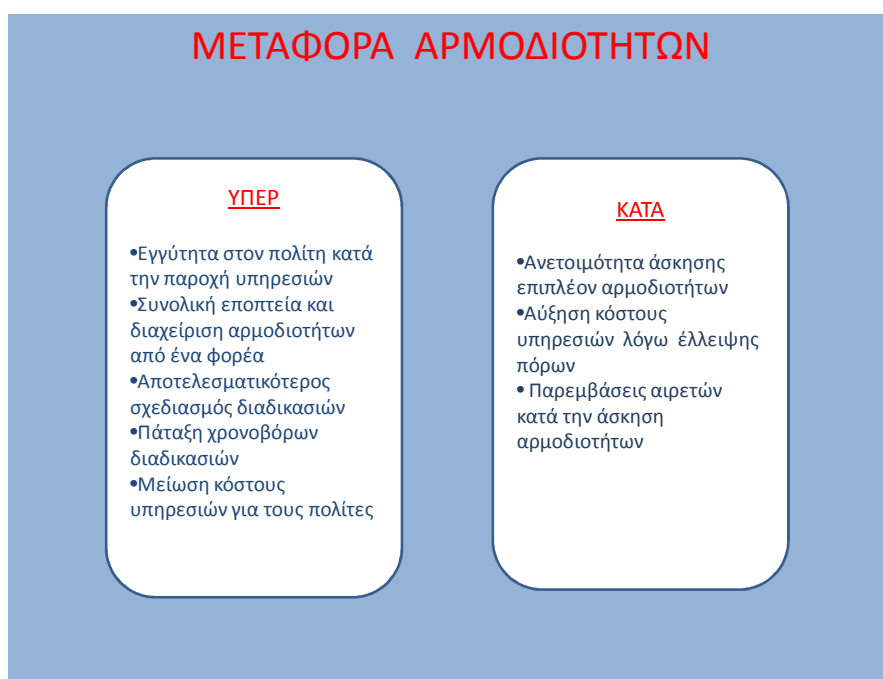 ΜΕΤΑΦΟΡΑ ΑΡΜΟΔΙΟΤΗΤΩΝ
ΥΠΕΡ
•Εγγύτητα στον πολίτη κατά
την παροχή υπηρεσιών
•Συνολική εποπτεία και
διαχείριση αρμοδιοτήτων
από ένα φορέα
•Αποτελεσματικότερος
σχεδιασμός διαδικασιών
•Πάταξη χρονοβόρων
διαδικασιών
•Μείωση κόστους
υπηρεσιών για τους πολίτες
ΚΑΤΑ
•Ανετοιμότητα άσκησης
επιπλέον αρμοδιοτήτων
•Αύξηση κόστους
υπηρεσιών λόγω έλλειψης
πόρων
• Παρεμβάσεις αιρετών
κατά την άσκηση
αρμοδιοτήτων